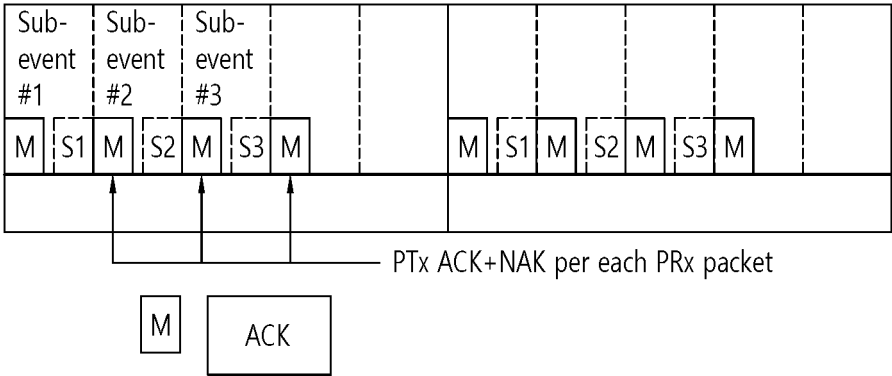 Sub- Sub- Sub-
event event event
#1 #2 #3
M S1 M S2 M S3 M M S1 M S2 M S3 M
PTx ACK+NAK per each PRx packet
M ACK